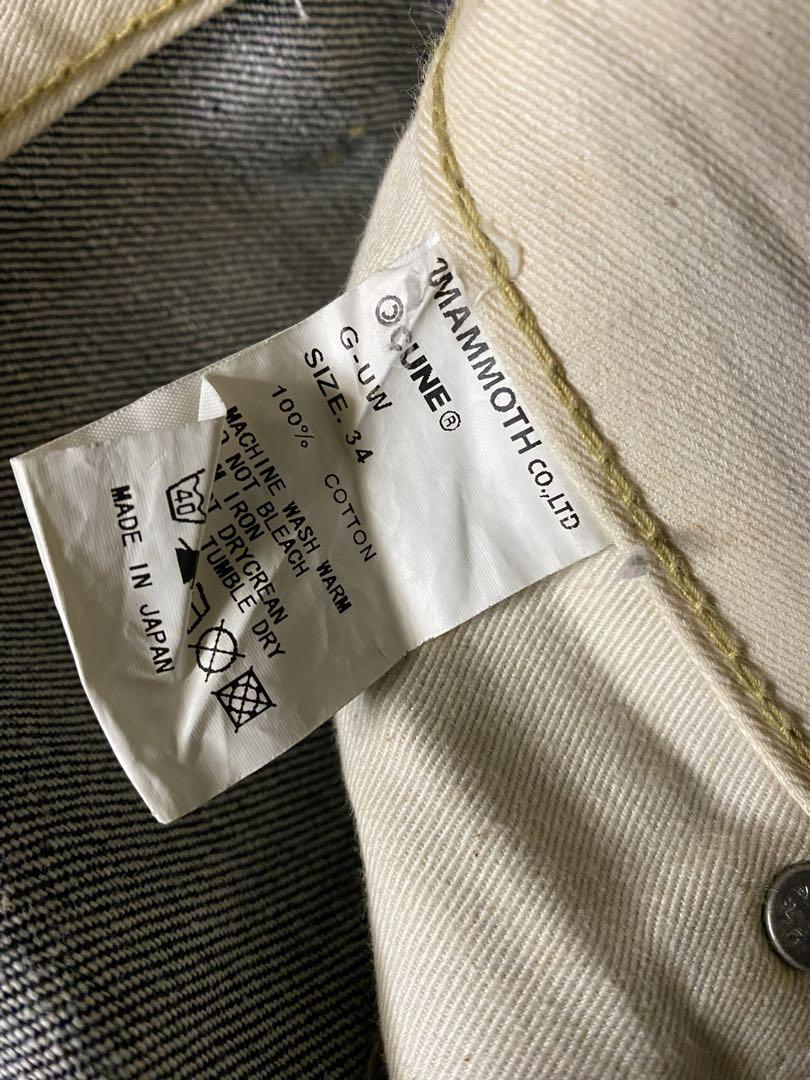 MAMMOTH CO.,LTD
©CUNE®
G-UW
SIZE. 34
100% COTTON
MACHINE WASH WARM
NOT BLEACH
IRON
DRYCREAN
TUMBLE DRY
40
MADE IN JAPAN